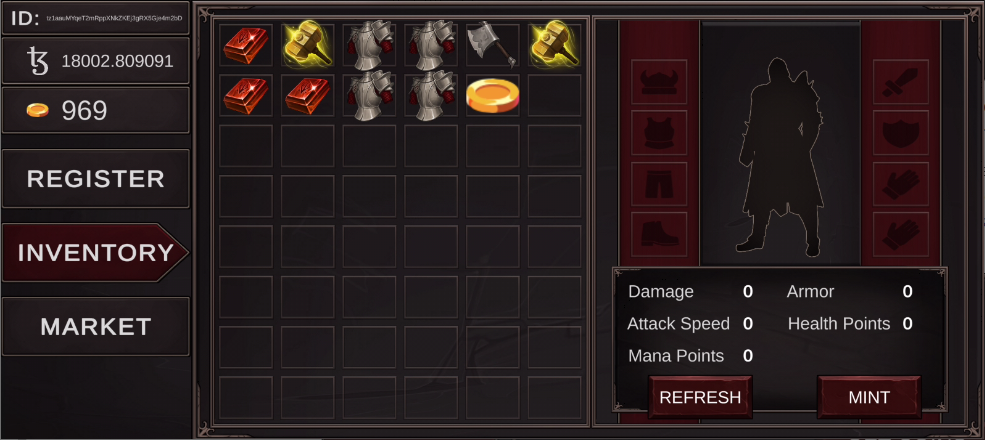 ID:
18002.809091
969
REGISTER
INVENTORY
MARKET
Damage 0 Armor 0
Attack Speed 0 Health Points 0
Mana Points 0
REFRESH MINT